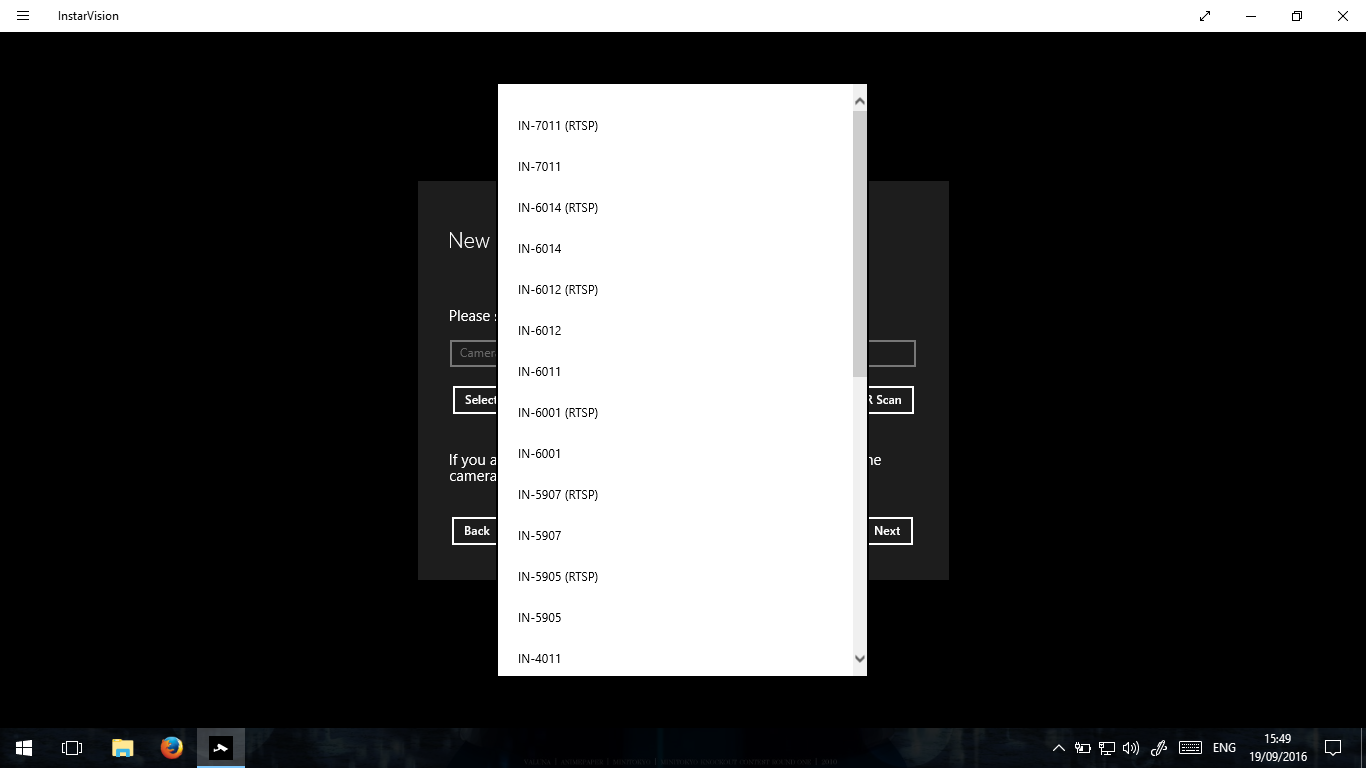 InstarVision
IN-7011 (RTSP)
IN-7011
IN-6014 (RTSP)
IN-6014
IN-6012 (RTSP)
IN-6012
IN-6011
IN-6001 (RTSP)
IN-6001
IN-5907 (RTSP)
IN-5907
IN-5905 (RTSP)
IN-5905
IN-4011
New
Please
Camera
Select
R Scan
If you a
he
camera
Back
Next
ENG
15:49
19/09/2016